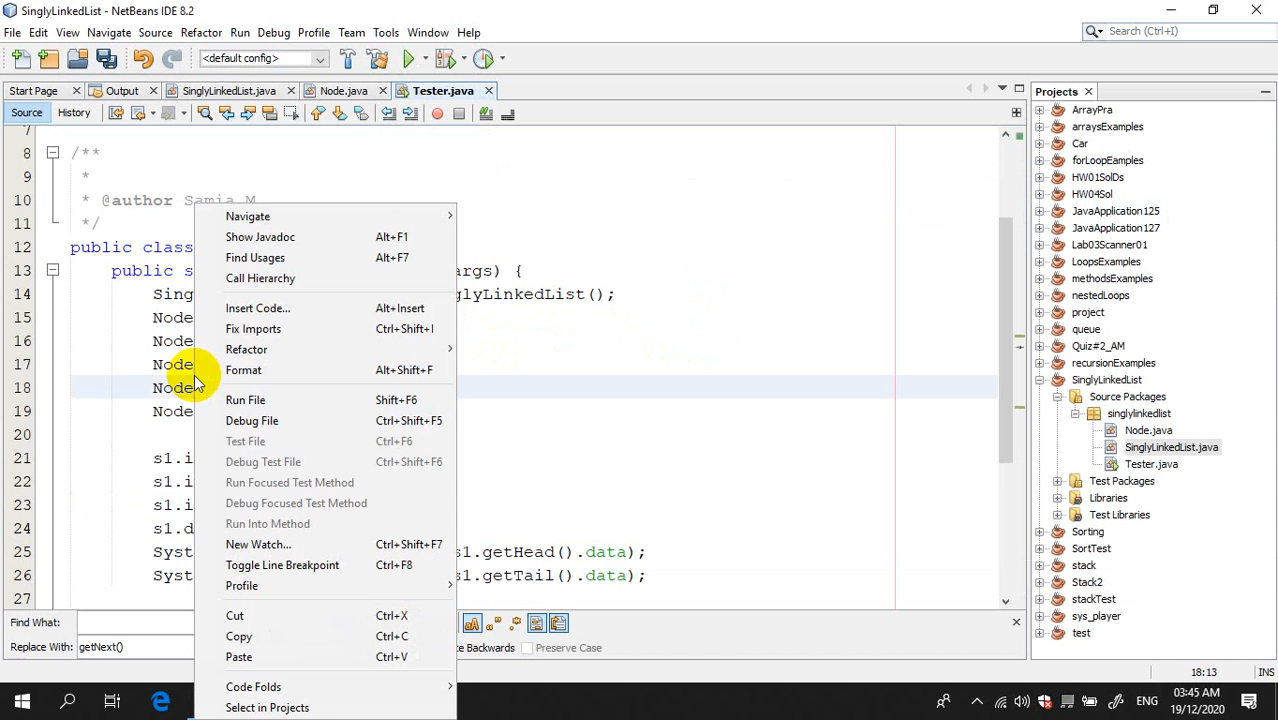 SinglyLinkedList - NetBeans IDE 8.2
File Edit View Navigate Source Refactor Run Debug Profile Team Tools Window Help
Search (Ctrl+I)
<default config>
Start Page Output SinglyLinkedList.java Node.java Tester.java
Source History
7
8 /**
9 *
10 * @author Samia M
11 */
12 public class
13 public s args) {
14 Sing glyLinkedList();
15 Node
16 Node
17 Node
18 Node
19 Node
20
21 s1.i
22 s1.i
23 s1.i
24 s1.d
25 Syst s1.getHead().data);
26 Syst s1.getTail().data);
27
Navigate
Show Javadoc Alt+F1
Find Usages Alt+F7
Call Hierarchy
Insert Code... Alt+Insert
Fix Imports Ctrl+Shift+I
Refactor
Format Alt+Shift+F
Run File Shift+F6
Debug File Ctrl+Shift+F5
Test File Ctrl+F6
Debug Test File Ctrl+Shift+F6
Run Focused Test Method
Debug Focused Test Method
Run Into Method
New Watch... Ctrl+Shift+F7
Toggle Line Breakpoint Ctrl+F8
Profile
Cut Ctrl+X
Copy Ctrl+C
Paste Ctrl+V
Code Folds
Select in Projects
Projects
ArrayPra
arraysExamples
Car
forLoopEamples
HW01SolDs
HW04Sol
JavaApplication125
JavaApplication127
Lab03Scanner01
LoopsExamples
methodsExamples
nestedLoops
project
queue
Quiz#2_AM
recursionExamples
SinglyLinkedList
Source Packages
singlylinkedlist
Node.java
SinglyLinkedList.java
Tester.java
Test Packages
Libraries
Test Libraries
Sorting
SortTest
stack
Stack2
stackTest
sys_player
test
Find What:
Replace With: getNext() Backwards Preserve Case
18:13 INS
ENG 03:45 AM
19/12/2020